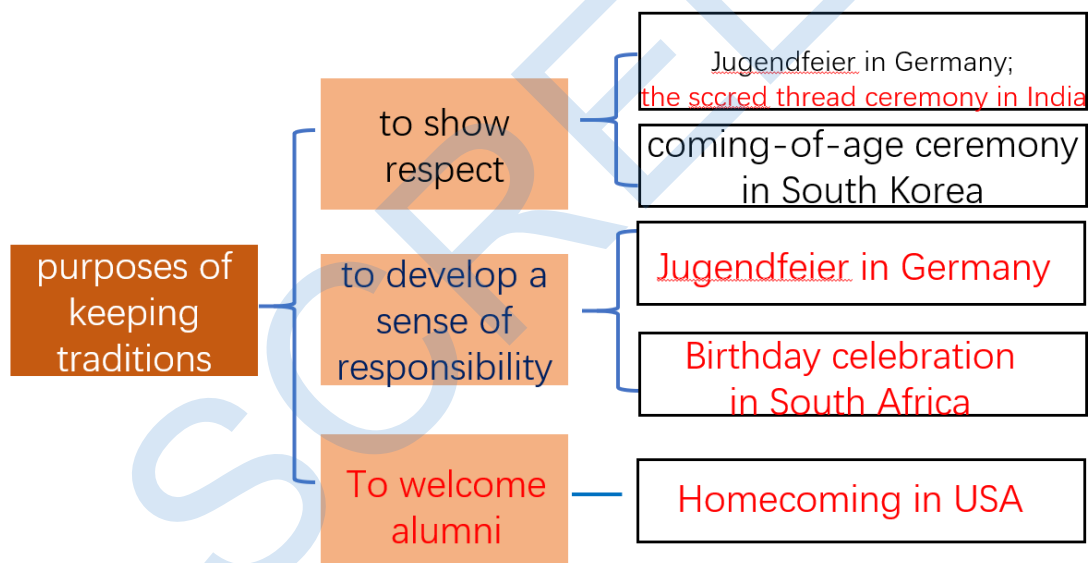 purposes of
keeping
traditions
to show
respect
Jugendfeier in Germany;
the sccred thread ceremony in India
coming-of-age ceremony
in South Korea
to develop a
sense of
responsibility
Jugendfeier in Germany
Birthday celebration
in South Africa
To welcome
alumni
Homecoming in USA